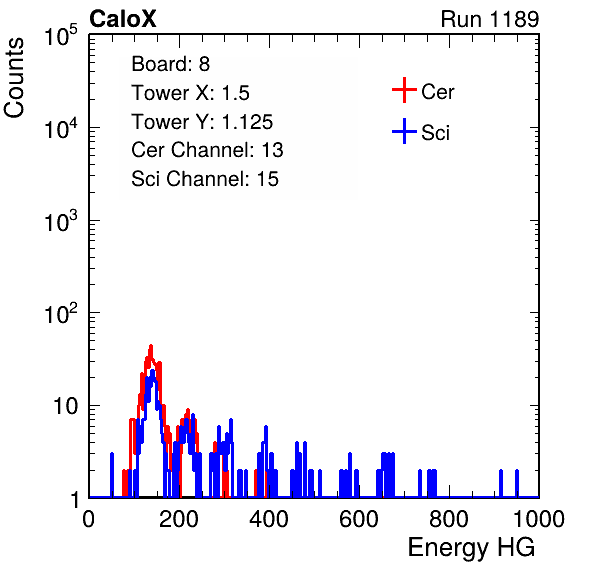 CaloX Run 1189
Counts
10^5
Board: 8
Tower X: 1.5
Tower Y: 1.125
Cer Channel: 13
Sci Channel: 15
Cer
Sci
10^4
10^3
10^2
10
1
0 200 400 600 800 1000
Energy HG